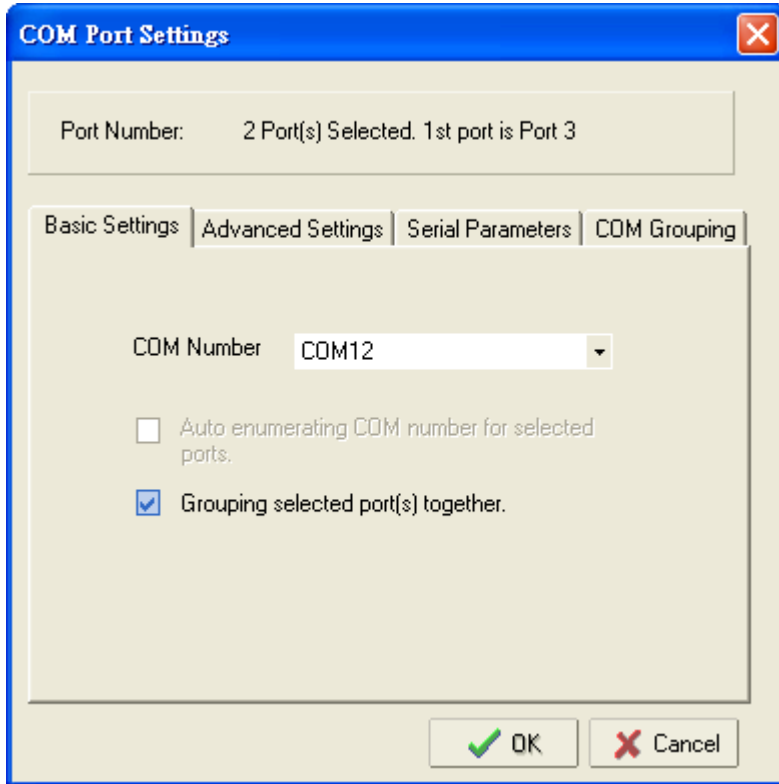 COM Port Settings
Port Number: 2 Port(s) Selected. 1st port is Port 3
Basic Settings Advanced Settings Serial Parameters COM Grouping
COM Number COM12
Auto enumerating COM number for selected
ports.
Grouping selected port(s) together.
OK Cancel